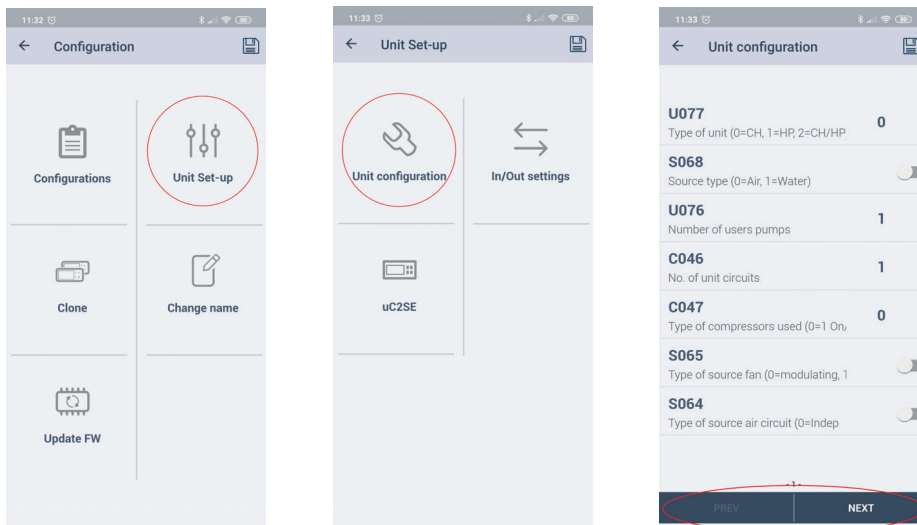 11:32
80
Configuration
Configurations
Unit Set-up
Clone
Change name
Update FW
11:33
80
Unit Set-up
Unit configuration
In/Out settings
uC2SE
11:33
80
Unit configuration
U077
Type of unit (0=CH, 1=HP, 2=CH/HP
0
S068
Source type (0=Air, 1=Water)
U076
Number of users pumps
1
C046
No. of unit circuits
1
C047
Type of compressors used (0=1 On/
0
S065
Type of source fan (0=modulating, 1
S064
Type of source air circuit (0=Indep
-1-
PREV
NEXT